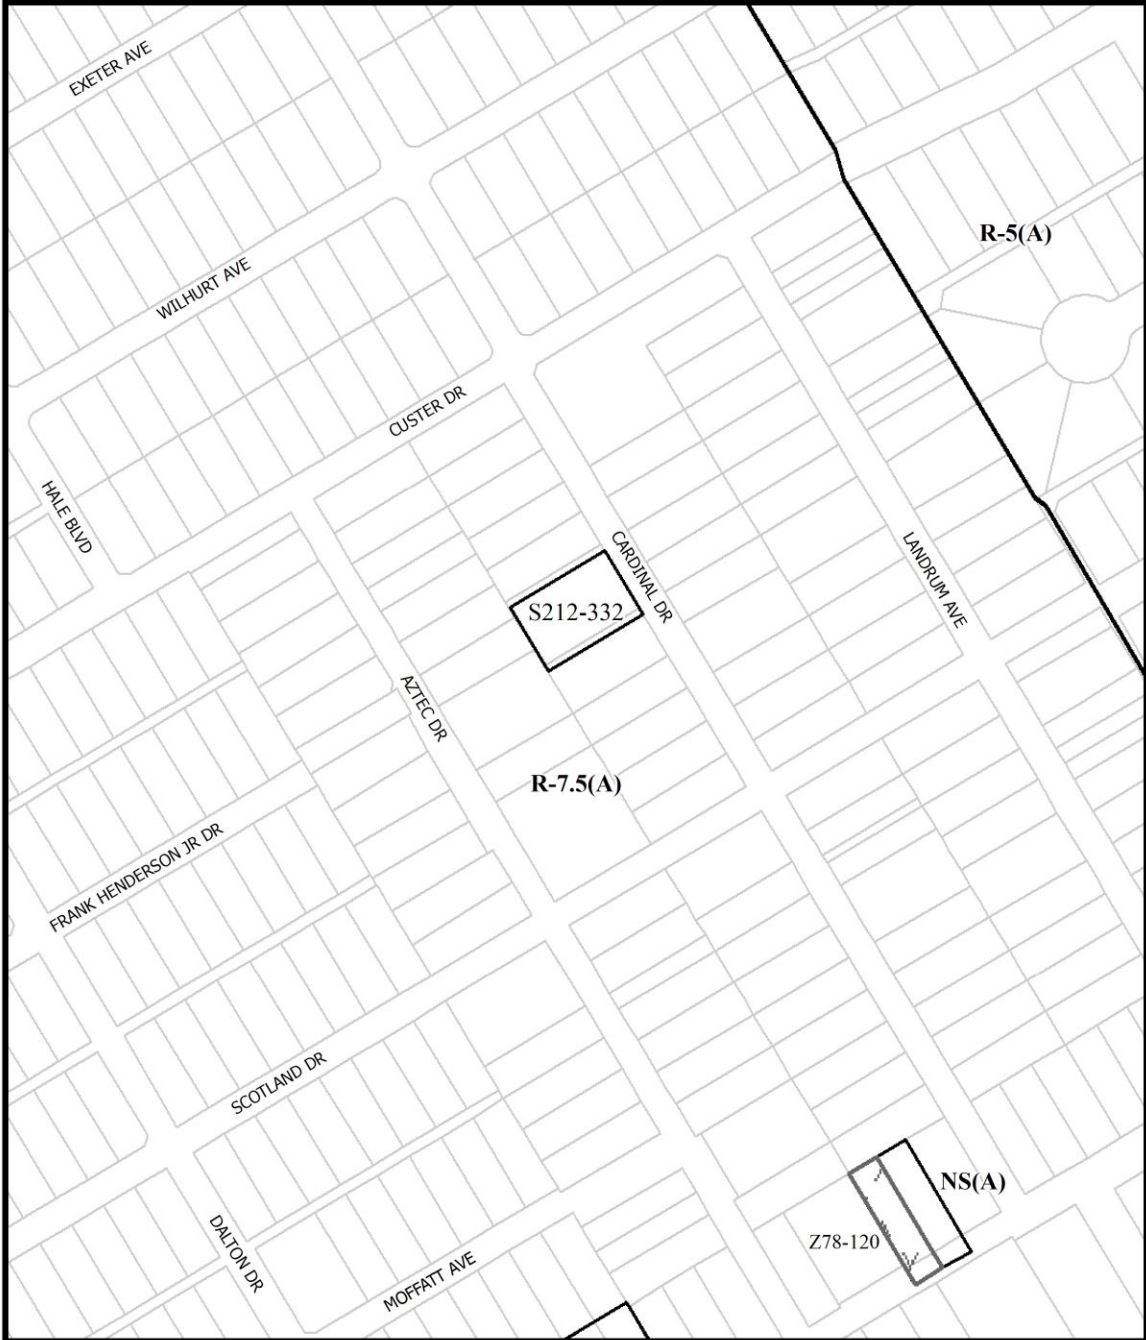 EXETER AVE
R-5(A)
WILHURT AVE
CUSTER DR
HALE BLVD
CARDINAL DR
LANDRUM AVE
S212-332
AZTEC DR
R-7.5(A)
FRANK HENDERSON JR DR
SCOTLAND DR
NS(A)
Z78-120
DALTON DR
MOFFATT AVE